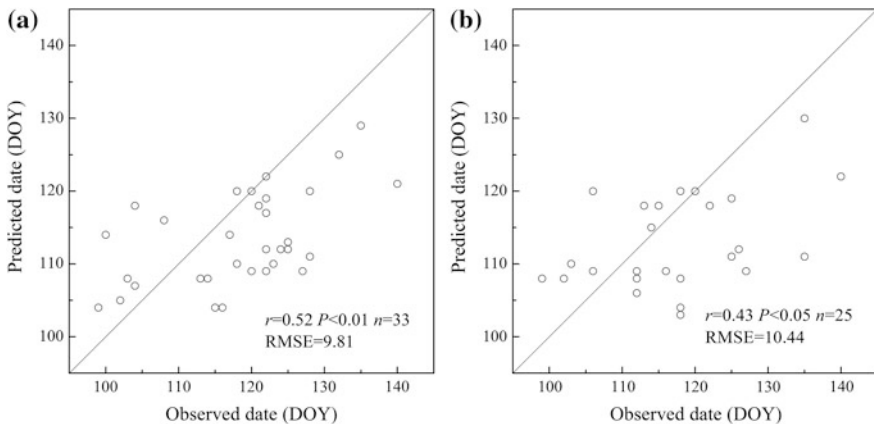 (a)
140
130
120
110
100
Predicted date (DOY)
r=0.52 P<0.01 n=33
RMSE=9.81
100 110 120 130 140
Observed date (DOY)
(b)
140
130
120
110
100
Predicted date (DOY)
r=0.43 P<0.05 n=25
RMSE=10.44
100 110 120 130 140
Observed date (DOY)